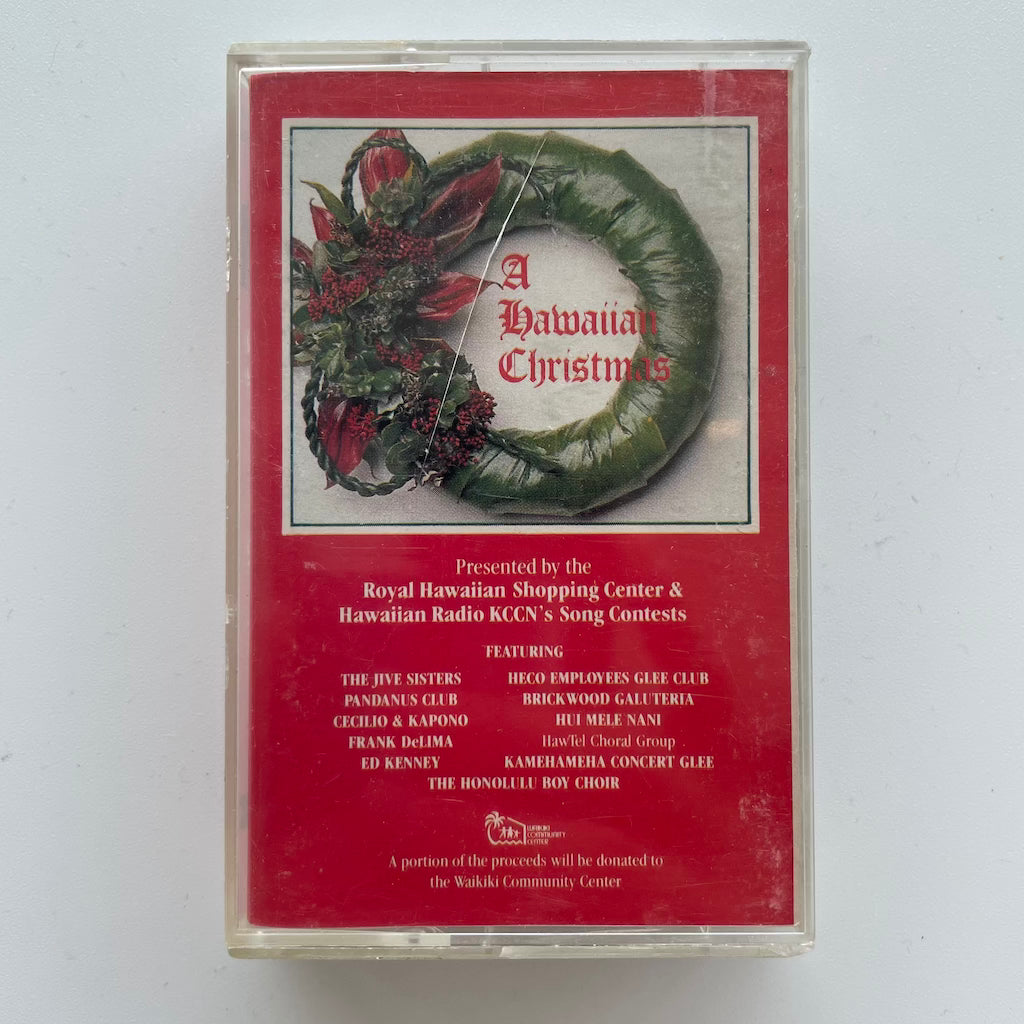 A
Hawaiian
Christmas
Presented by the
Royal Hawaiian Shopping Center &
Hawaiian Radio KCCN's Song Contests
FEATURING
THE JIVE SISTERS HECO EMPLOYEES GLEE CLUB
PANDANUS CLUB BRICKWOOD GALUTERIA
CECILIO & KAPONO HUI MELE NANI
FRANK DeLIMA HawTel Choral Group
ED KENNEY KAMEHAMEHA CONCERT GLEE
THE HONOLULU BOY CHOIR
WAIKIKI
COMMUNITY
CENTER
A portion of the proceeds will be donated to
the Waikiki Community Center